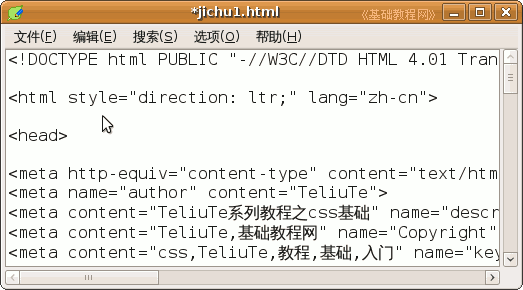 *jichu1.html
《基础教程网》
文件(F) 编辑(E) 搜索(S) 选项(O) 帮助(H)
<!DOCTYPE html PUBLIC "-//W3C//DTD HTML 4.01 Tran
<html style="direction: ltr;" lang="zh-cn">
<head>
<meta http-equiv="content-type" content="text/htm
<meta name="author" content="TeliuTe">
<meta content="TeliuTe系列教程之css基础" name="descr
<meta content="TeliuTe,基础教程网" name="Copyright"
<meta content="css,TeliuTe,教程,基础,入门" name="key